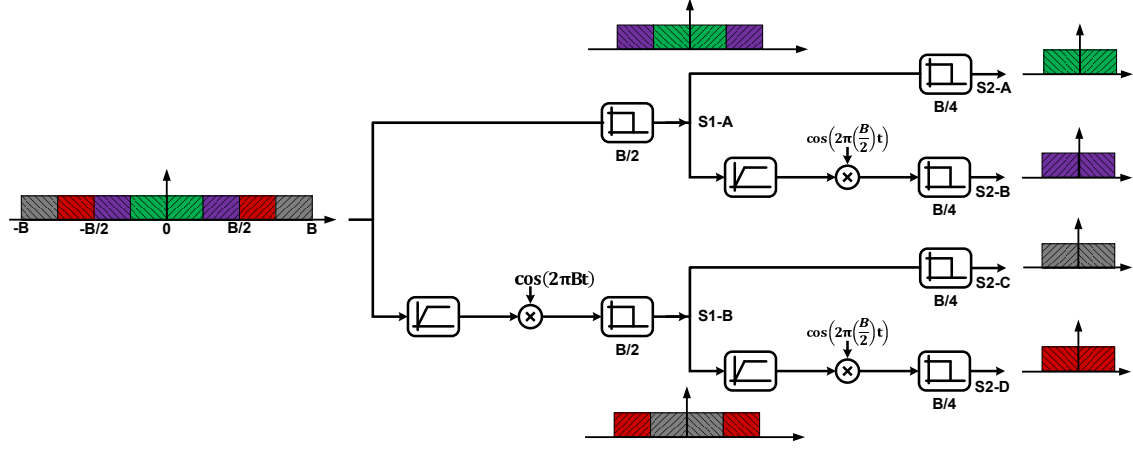 S2-A
B/4
S1-A
B/2
cos(2π(B/2)t)
S2-B
B/4
-B
-B/2
0
B/2
B
cos(2πBt)
S2-C
B/4
S1-B
B/2
cos(2π(B/2)t)
S2-D
B/4